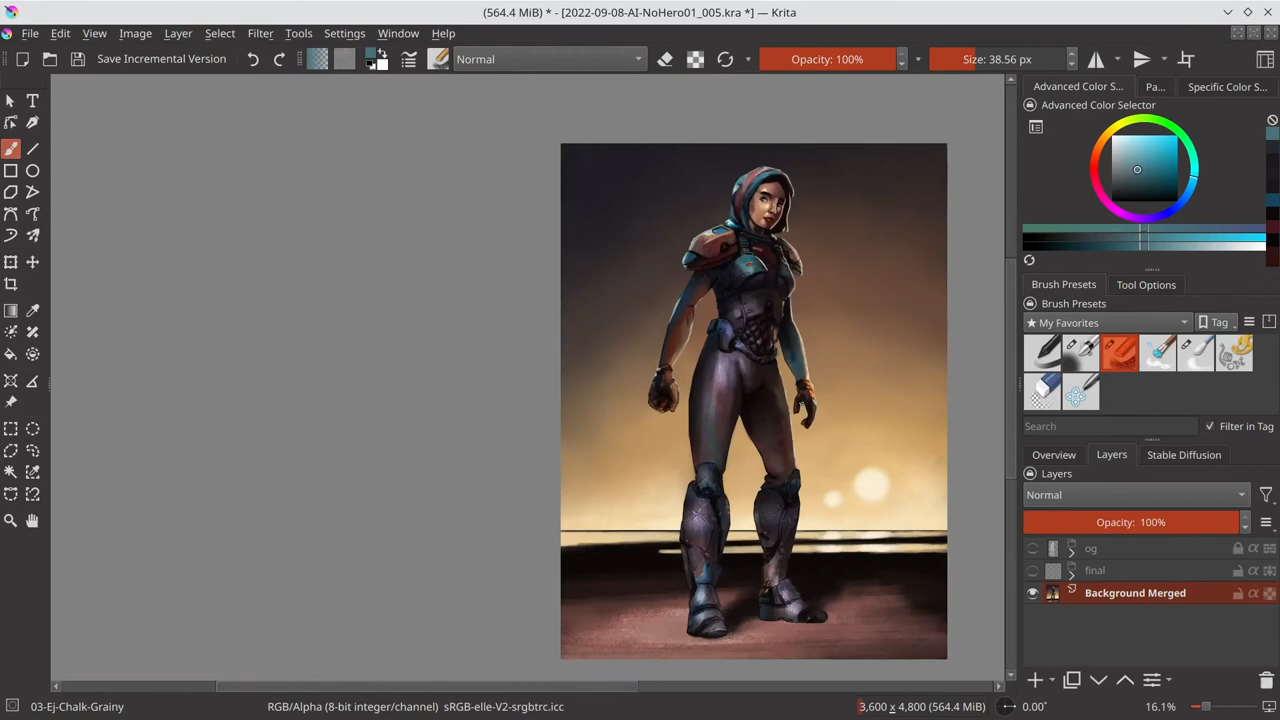 (564.4 MiB) * - [2022-09-08-AI-NoHero01_005.kra *] — Krita
File Edit View Image Layer Select Filter Tools Settings Window Help
Save Incremental Version Normal Opacity: 100% Size: 38.56 px
Advanced Color S... Pa... Specific Color S...
Advanced Color Selector
Brush Presets Tool Options
Brush Presets
★ My Favorites Tag
Search Filter in Tag
Overview Layers Stable Diffusion
Layers
Normal
Opacity: 100%
og
final
Background Merged
03-Ej-Chalk-Grainy RGB/Alpha (8-bit integer/channel) sRGB-elle-V2-srgbtrc.icc 3,600 x 4,800 (564.4 MiB) 0.00° 16.1%